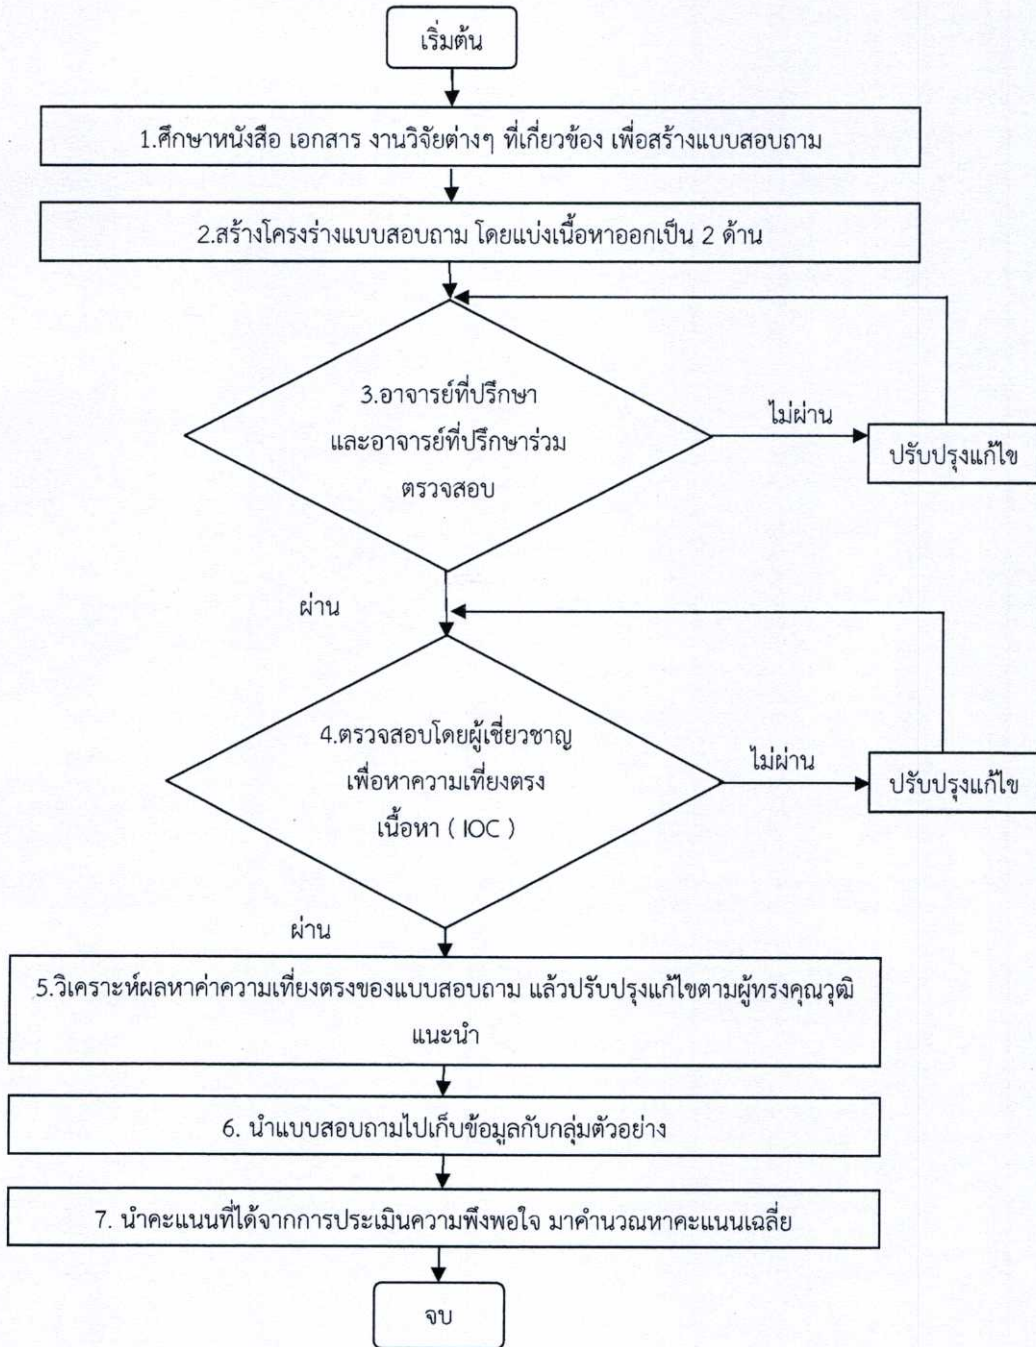 เริ่มต้น
1.ศึกษาหนังสือ เอกสาร งานวิจัยต่างๆ ที่เกี่ยวข้อง เพื่อสร้างแบบสอบถาม
2.สร้างโครงร่างแบบสอบถาม โดยแบ่งเนื้อหาออกเป็น 2 ด้าน
3.อาจารย์ที่ปรึกษา
และอาจารย์ที่ปรึกษาร่วม
ตรวจสอบ
ไม่ผ่าน
ปรับปรุงแก้ไข
ผ่าน
4.ตรวจสอบโดยผู้เชี่ยวชาญ
เพื่อหาความเที่ยงตรง
เนื้อหา ( IOC )
ไม่ผ่าน
ปรับปรุงแก้ไข
ผ่าน
5.วิเคราะห์ผลหาค่าความเที่ยงตรงของแบบสอบถาม แล้วปรับปรุงแก้ไขตามผู้ทรงคุณวุฒิ
แนะนำ
6. นำแบบสอบถามไปเก็บข้อมูลกับกลุ่มตัวอย่าง
7. นำคะแนนที่ได้จากการประเมินความพึงพอใจ มาคำนวณหาคะแนนเฉลี่ย
จบ